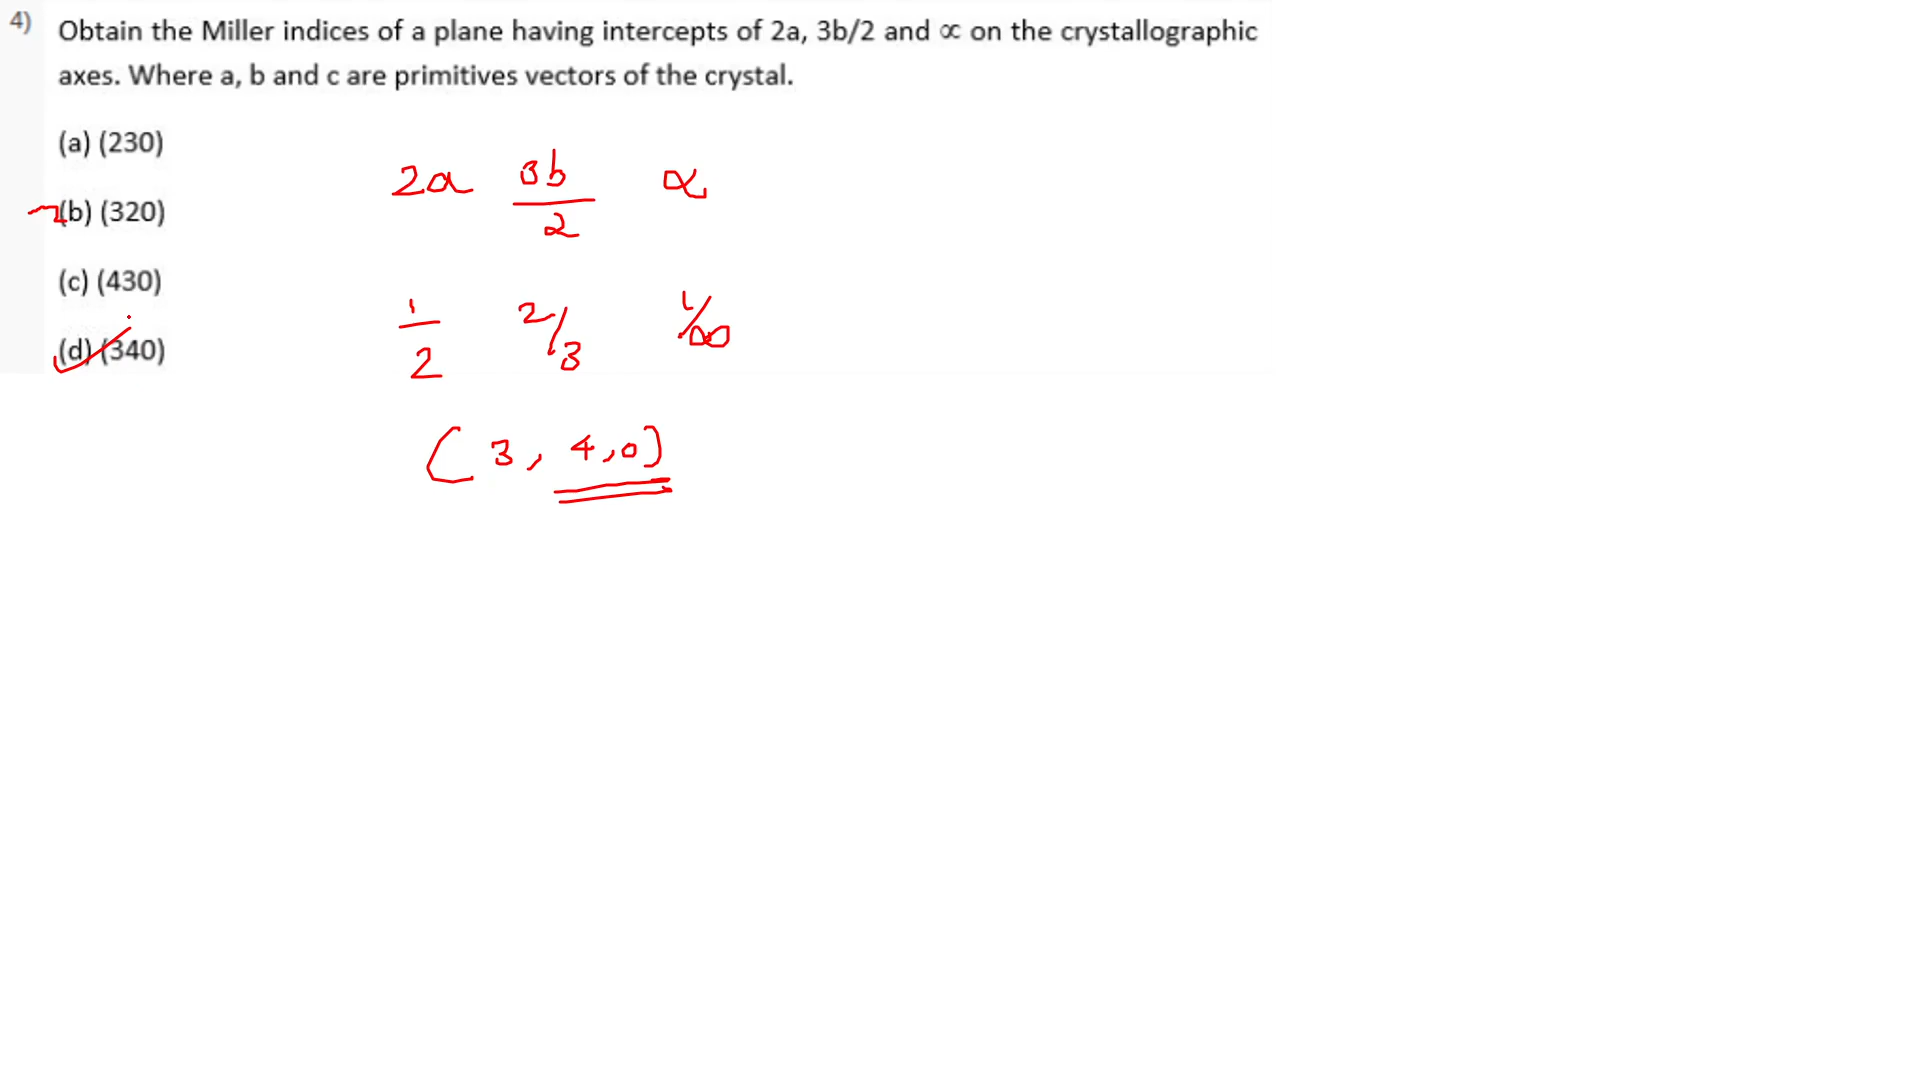 4)
Obtain the Miller indices of a plane having intercepts of 2a, 3b/2 and ∝ on the crystallographic
axes. Where a, b and c are primitives vectors of the crystal.
(a) (230)
(b) (320)
(c) (430)
(d) (340)
2a 3b/2 ∝
1/2 2/3 1/∞
(3, 4, 0)